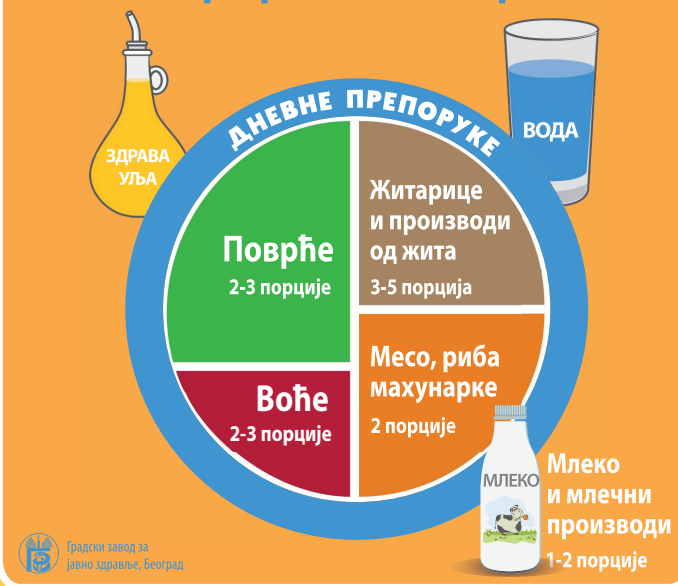 ДНЕВНЕ ПРЕПОРУКЕ
ЗДРАВА
УЉА
ВОДА
Поврће
2-3 порције
Житарице
и производи
од жита
3-5 порција
Воће
2-3 порције
Месо, риба
махунарке
2 порције
МЛЕКО
Млеко
и млечни
производи
1-2 порције
Градски завод за
јавно здравље, Београд